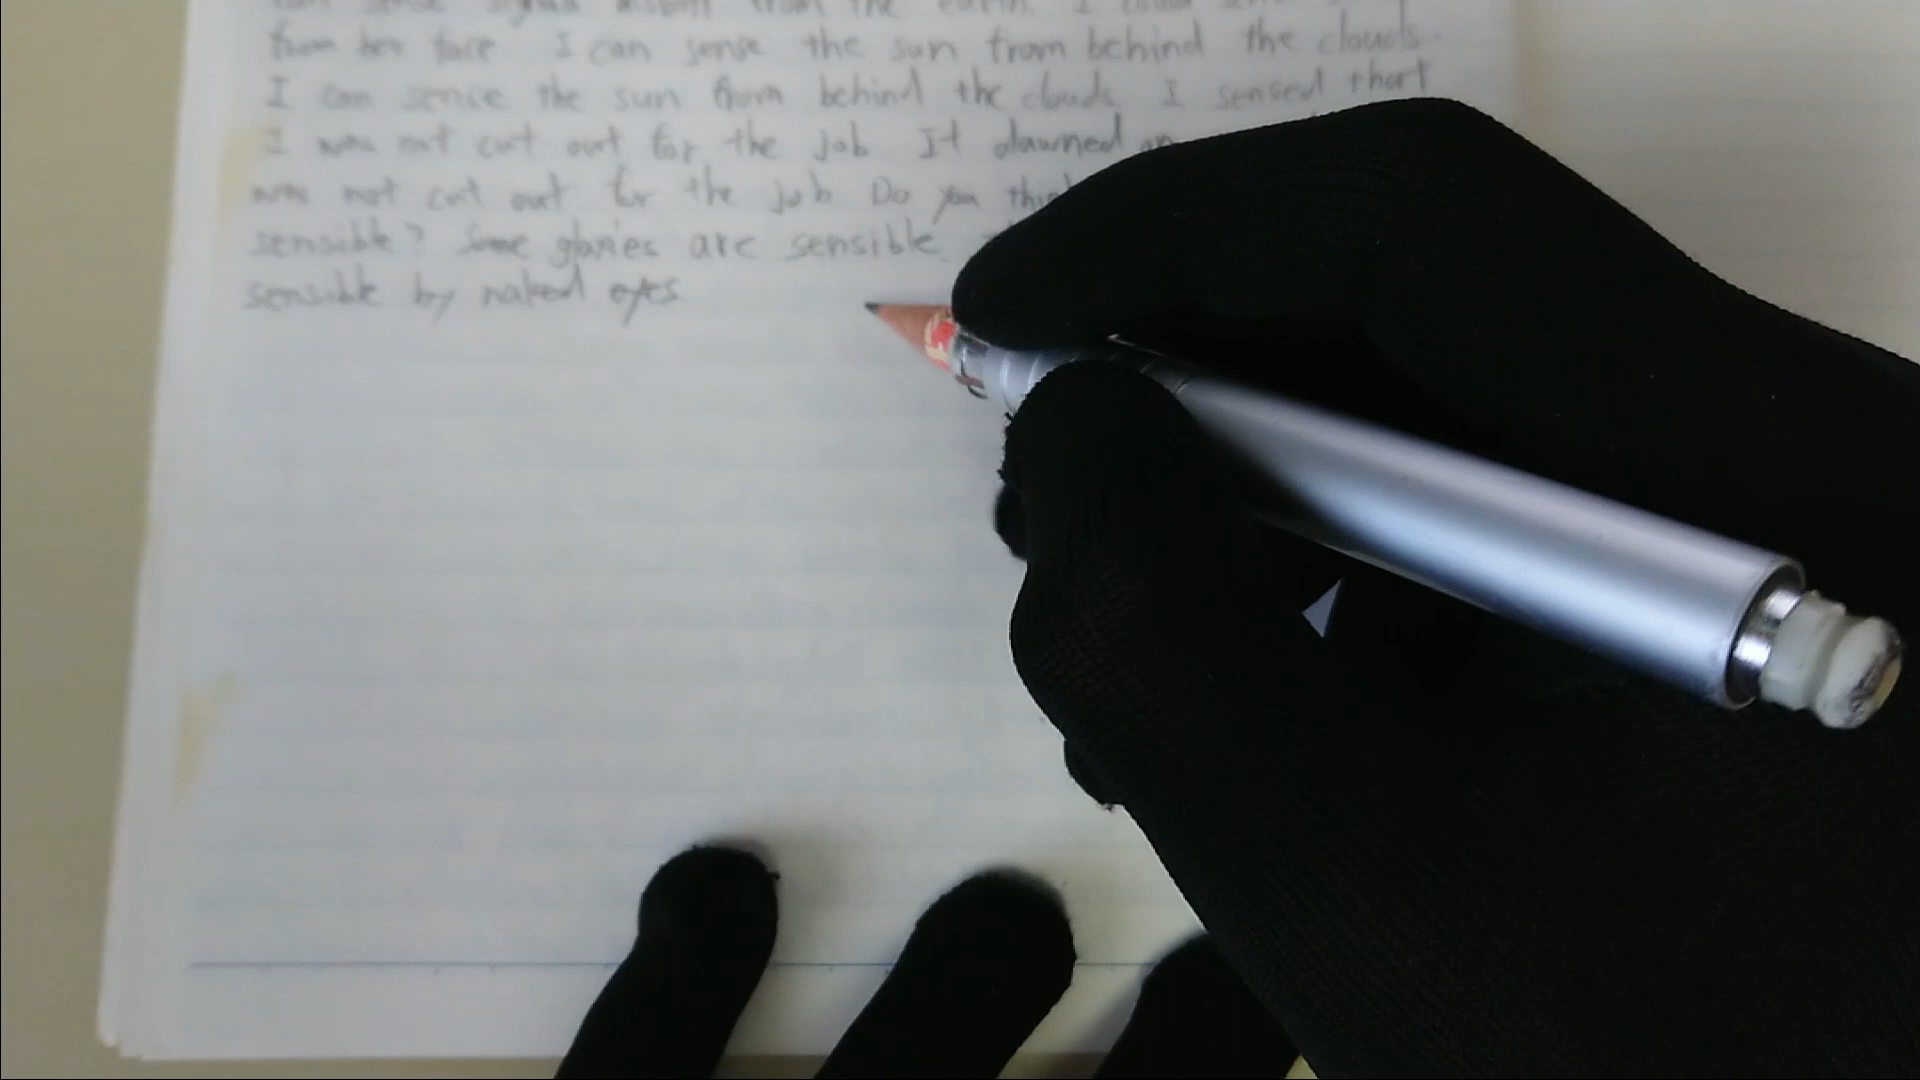 from her face I can sense the sun from behind the clouds.
I can sense the sun from behind the clouds. I sensed that
I was not cut out for the job It dawned on
was not cut out for the job Do you
sensible? Some glories are sensible.
sensible by naked eyes.